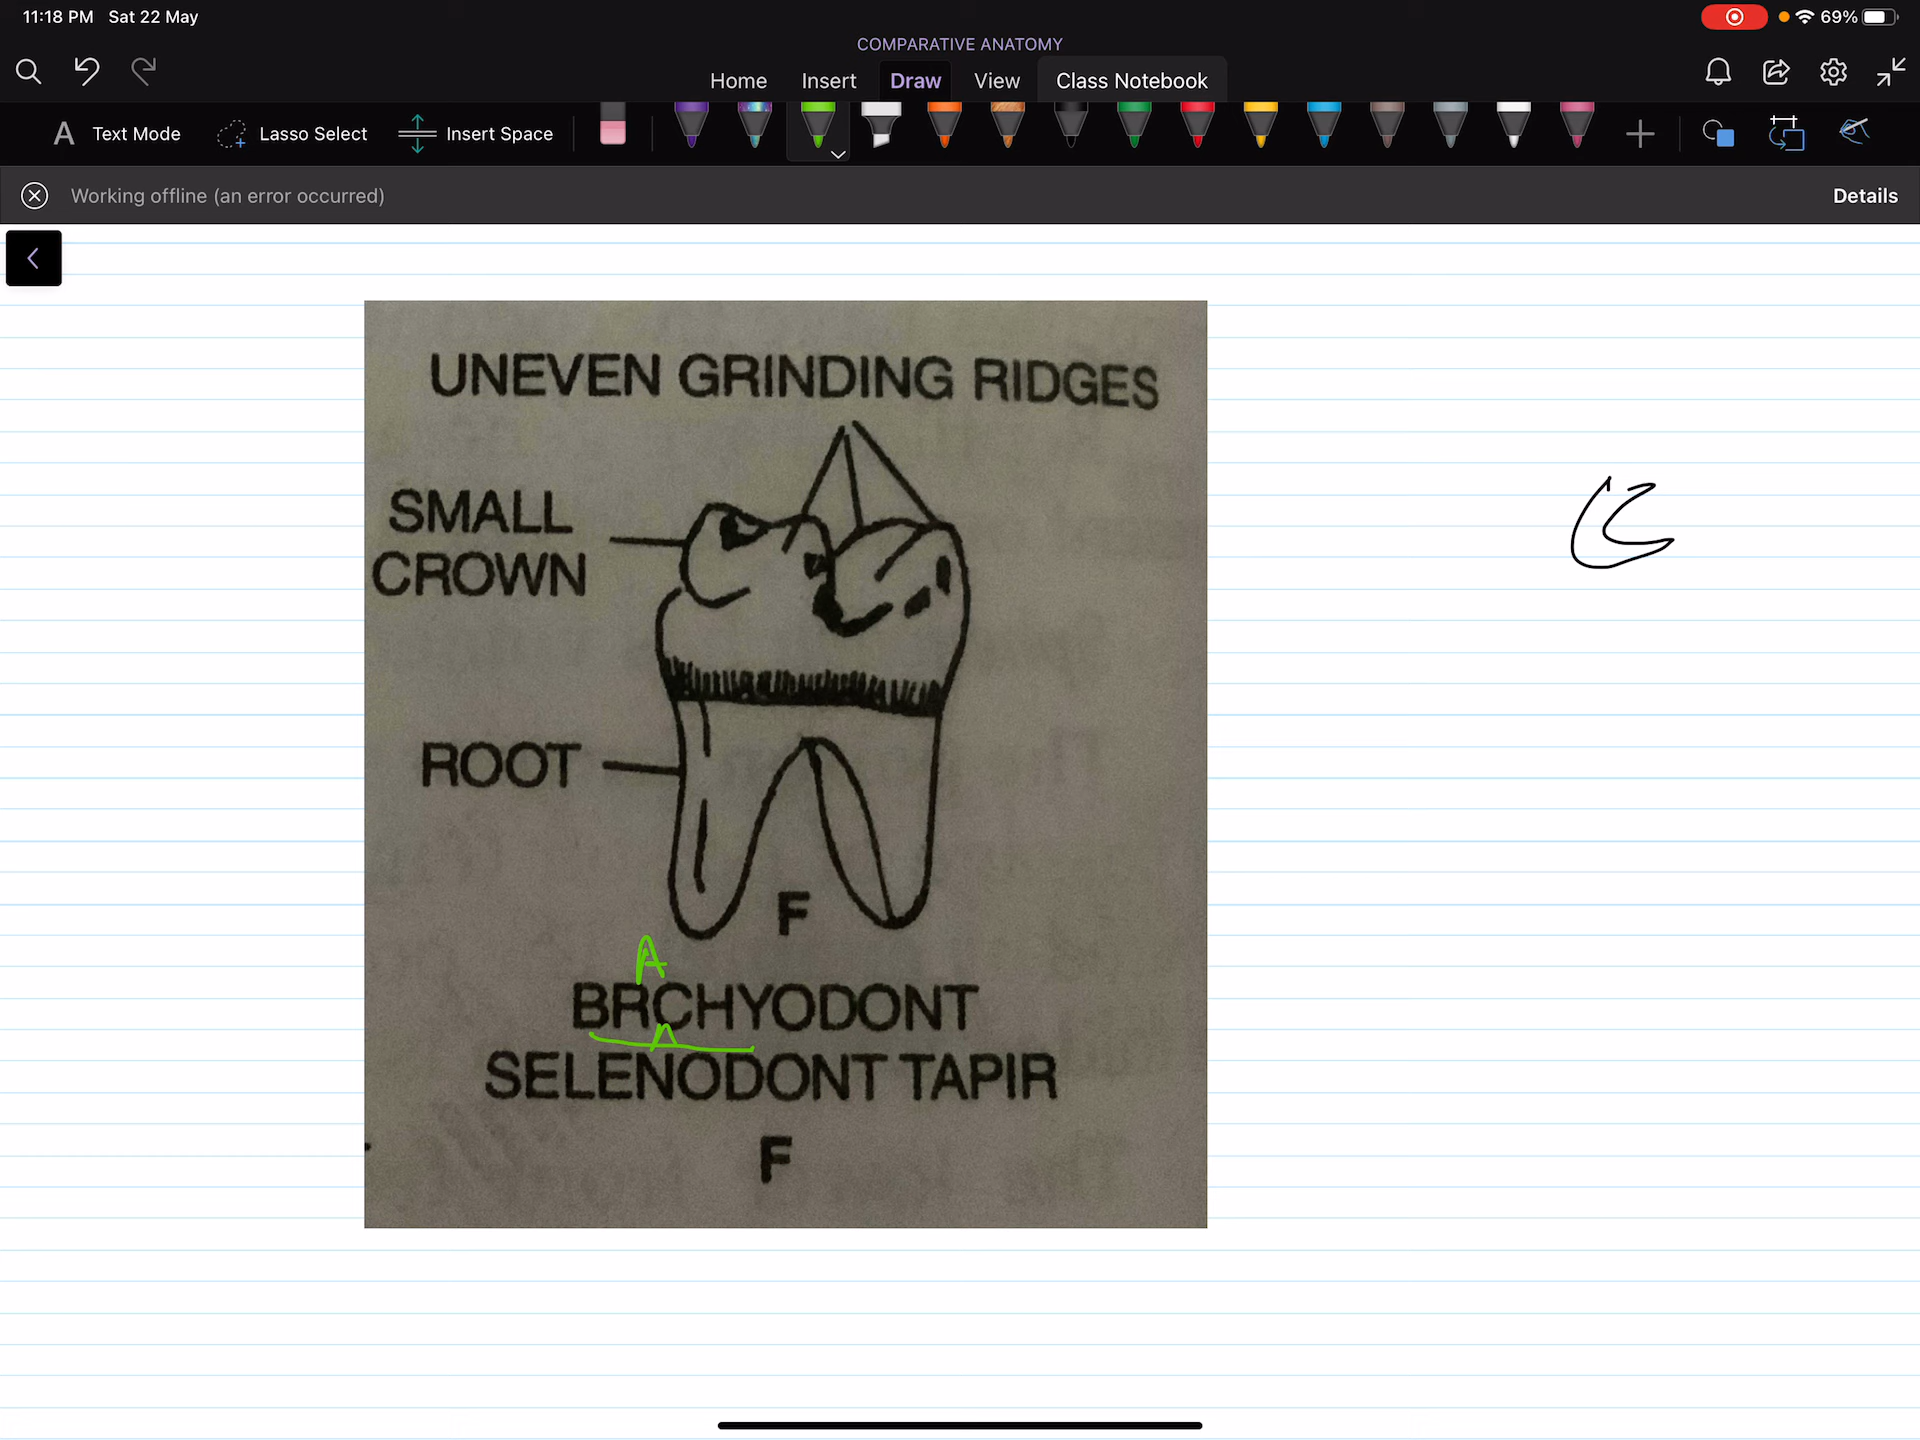 11:18 PM Sat 22 May
69%
COMPARATIVE ANATOMY
Home Insert Draw View Class Notebook
Text Mode Lasso Select Insert Space
Working offline (an error occurred) Details
UNEVEN GRINDING RIDGES
SMALL
CROWN
ROOT
F
A
BRCHYODONT
SELENODONT TAPIR
F